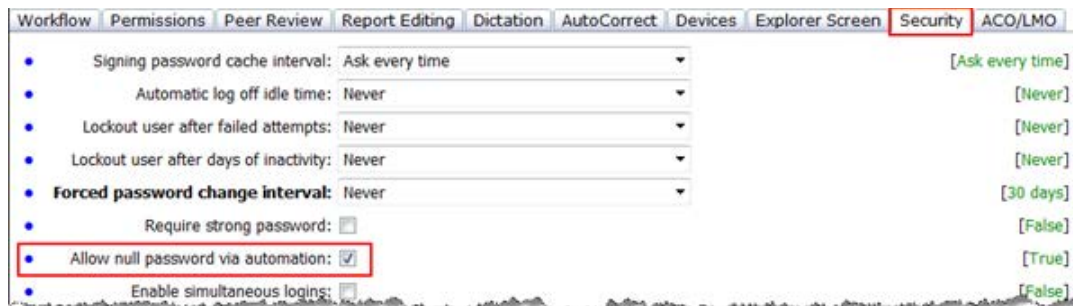 Workflow Permissions Peer Review Report Editing Dictation AutoCorrect Devices Explorer Screen Security ACO/LMO
Signing password cache interval: Ask every time [Ask every time]
Automatic log off idle time: Never [Never]
Lockout user after failed attempts: Never [Never]
Lockout user after days of inactivity: Never [Never]
Forced password change interval: Never [30 days]
Require strong password: [False]
Allow null password via automation: [True]
Enable simultaneous logins: [False]